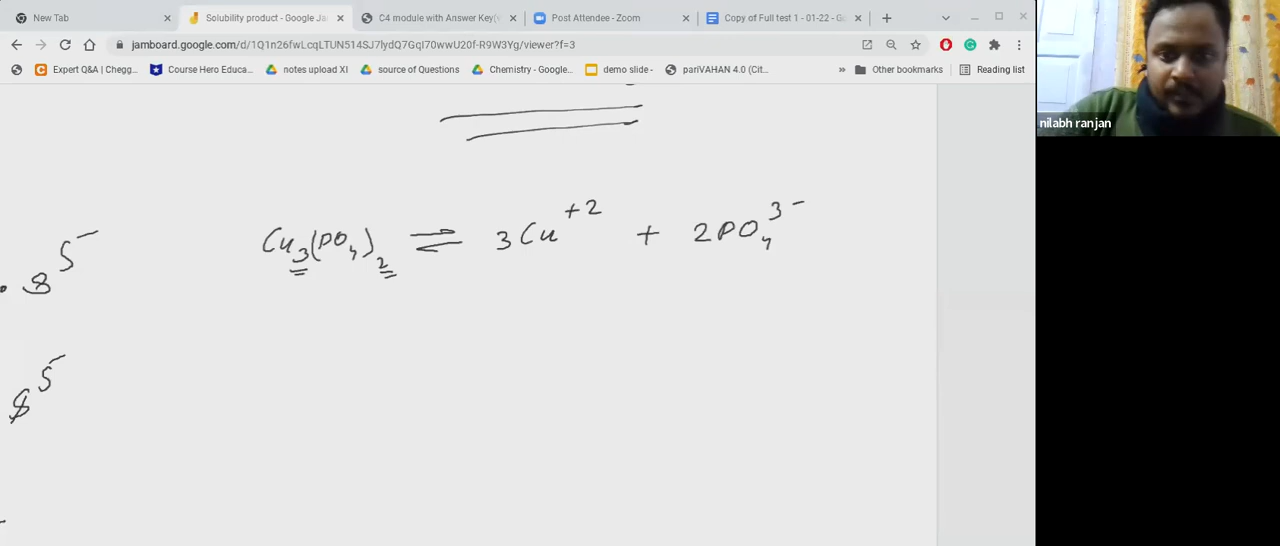 New Tab
Solubility product - Google Ja
C4 module with Answer Key(
Post Attendee - Zoom
Copy of Full test 1 - 01-22 - G
jamboard.google.com/d/1Q1n26fwLcqLTUN514SJ7lydQ7GqI70wwU20f-R9W3Yg/viewer?f=3
Expert Q&A | Chegg...
Course Hero Educa...
notes upload XI
source of Questions
Chemistry - Google...
demo slide -
pariVAHAN 4.0 (Cit...
»
Other bookmarks
Reading list
nilabh ranjan
Cu₃(PO₄)₂ ⇌ 3Cu⁺² + 2PO₄³⁻
. s⁵
s⁵